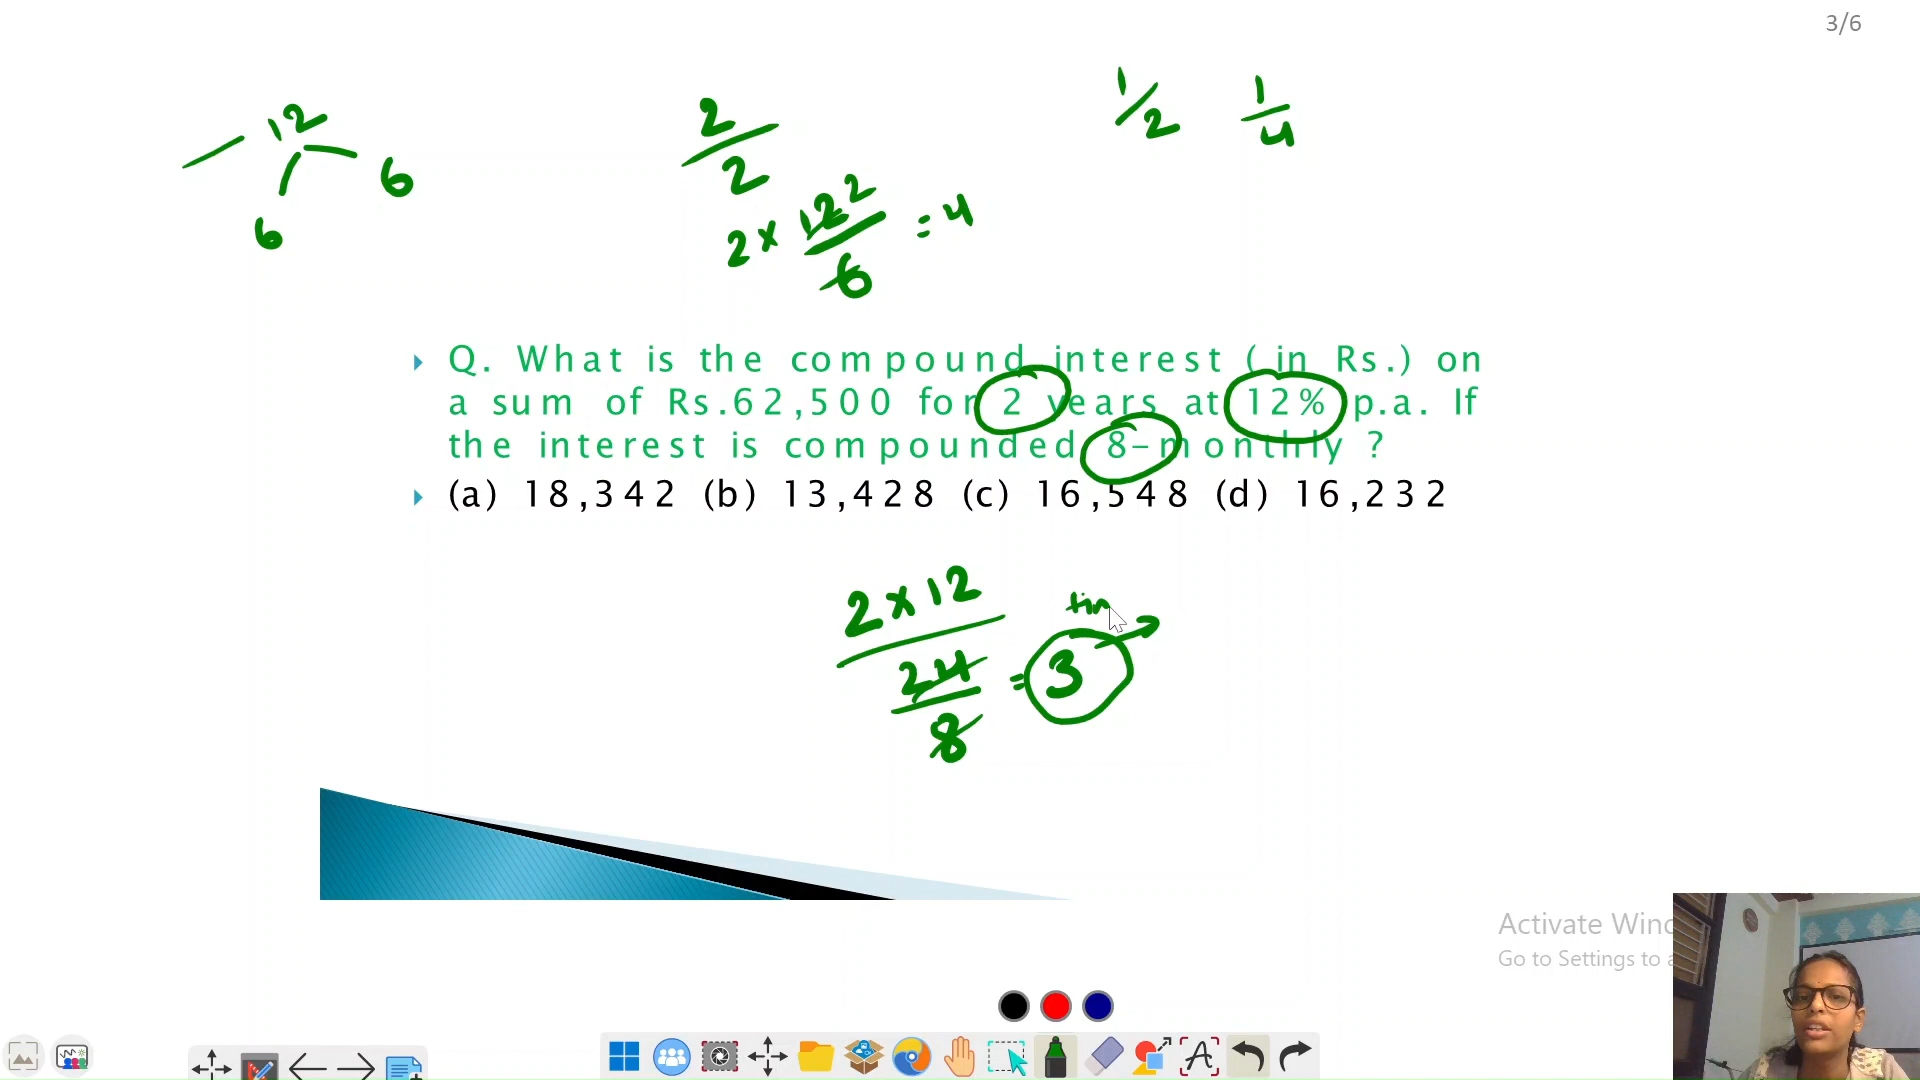 3/6
12
6
6
2
2
2 × 12 2
6
= 4
1/2
1
4
Q. What is the compound interest ( in Rs.) on
a sum of Rs.62,500 for 2 years at 12% p.a. If
the interest is compounded 8-monthly ?
(a) 18,342 (b) 13,428 (c) 16,548 (d) 16,232
2 × 12
24
8
= 3
tim
Activate Wind
Go to Settings to a